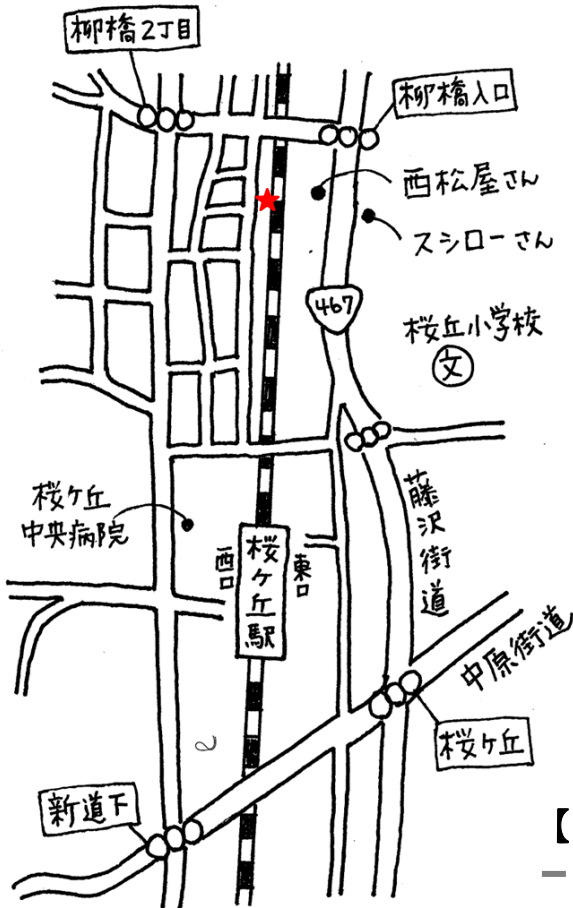 柳橋2丁目
柳橋入口
西松屋さん
スシローさん
467
桜丘小学校
文
桜ケ丘
中央病院
藤沢街道
西口
桜ケ丘駅
東口
中原街道
桜ケ丘
新道下
【